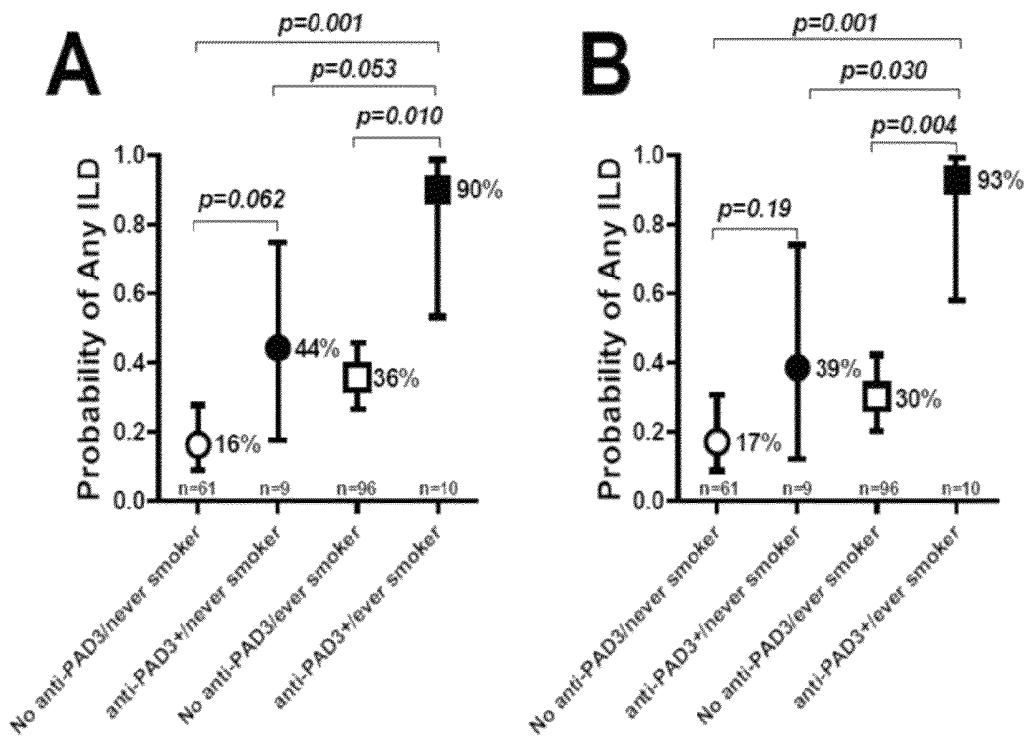 A
p=0.001
p=0.053
p=0.010
p=0.062
Probability of Any ILD
1.0
0.8
0.6
0.4
0.2
0.0
90%
44%
36%
16%
n=61
n=9
n=96
n=10
No anti-PAD3/never smoker
anti-PAD3+/never smoker
No anti-PAD3/ever smoker
anti-PAD3+/ever smoker
B
p=0.001
p=0.030
p=0.004
p=0.19
Probability of Any ILD
1.0
0.8
0.6
0.4
0.2
0.0
93%
39%
30%
17%
n=61
n=9
n=96
n=10
No anti-PAD3/never smoker
anti-PAD3+/never smoker
No anti-PAD3/ever smoker
anti-PAD3+/ever smoker